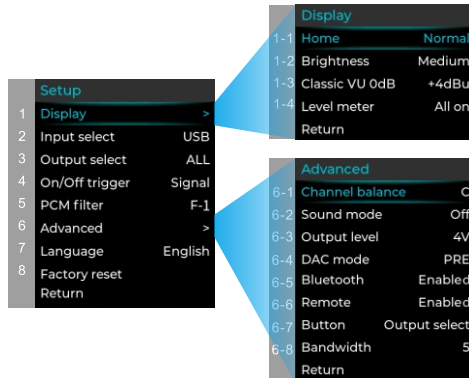 Setup
1 Display >
2 Input select USB
3 Output select ALL
4 On/Off trigger Signal
5 PCM filter F-1
6 Advanced >
7 Language English
8 Factory reset
Return
Display
1-1 Home Normal
1-2 Brightness Medium
1-3 Classic VU 0dB +4dBu
1-4 Level meter All on
Return
Advanced
6-1 Channel balance C
6-2 Sound mode Off
6-3 Output level 4V
6-4 DAC mode PRE
6-5 Bluetooth Enabled
6-6 Remote Enabled
6-7 Button Output select
6-8 Bandwidth 5
Return